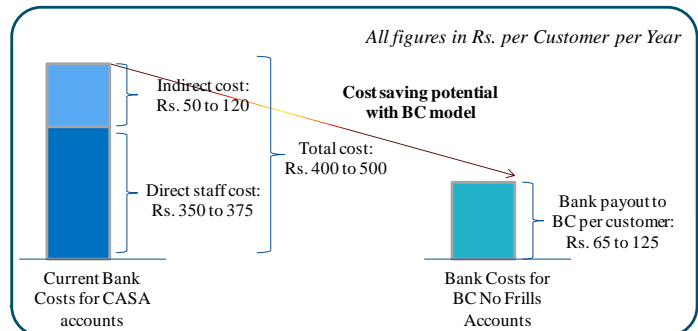 All figures in Rs. per Customer per Year
Indirect cost:
Rs. 50 to 120
Cost saving potential
with BC model
Total cost:
Rs. 400 to 500
Direct staff cost:
Rs. 350 to 375
Bank payout to
BC per customer:
Rs. 65 to 125
Current Bank
Costs for CASA
accounts
Bank Costs for
BC No Frills
Accounts